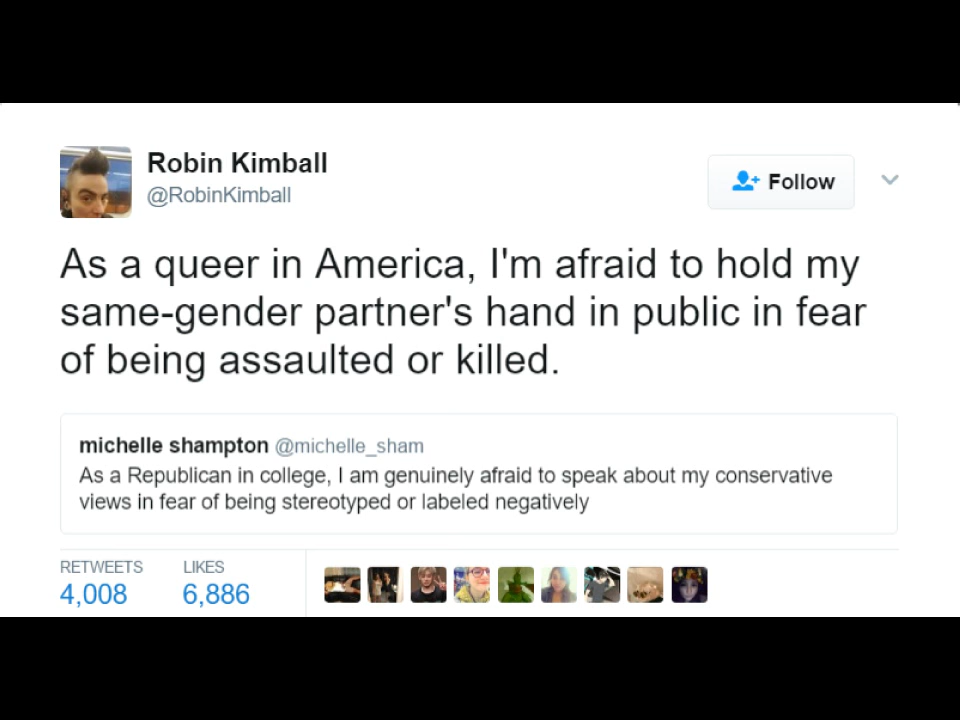 Robin Kimball
@RobinKimball
Follow
As a queer in America, I'm afraid to hold my
same-gender partner's hand in public in fear
of being assaulted or killed.
michelle shampton @michelle_sham
As a Republican in college, I am genuinely afraid to speak about my conservative
views in fear of being stereotyped or labeled negatively
RETWEETS LIKES
4,008 6,886